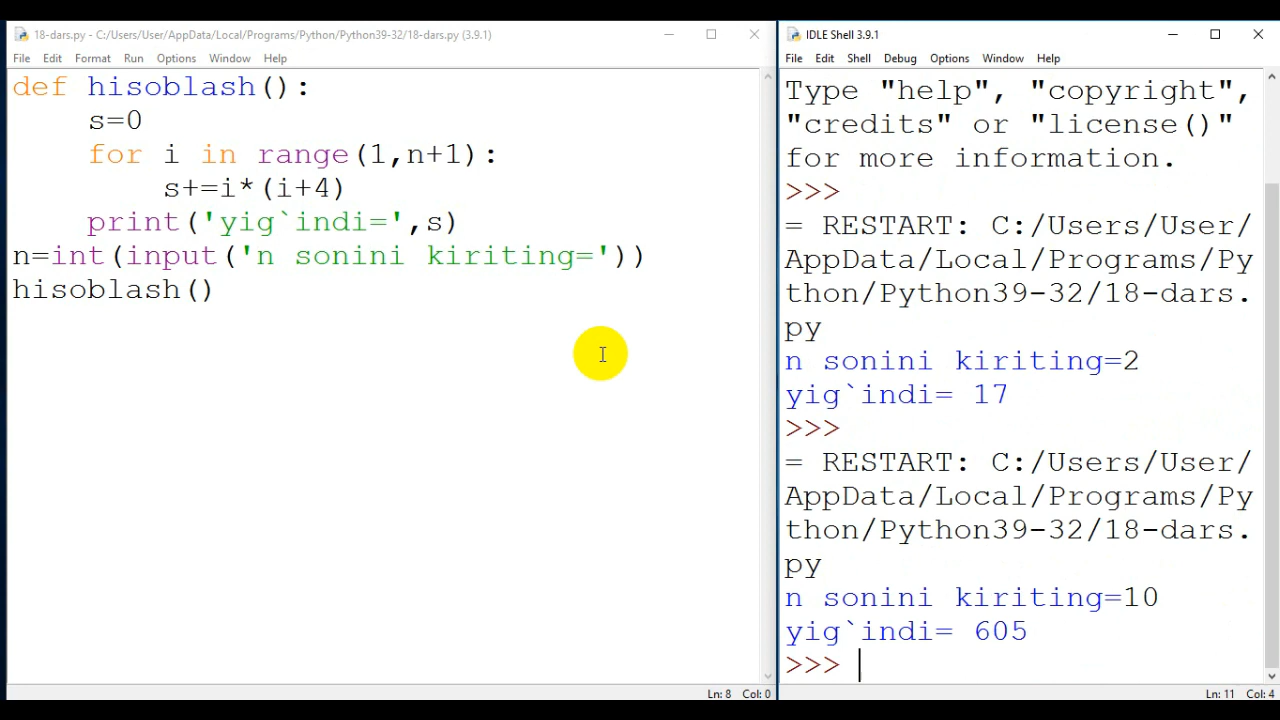 18-dars.py - C:/Users/User/AppData/Local/Programs/Python/Python39-32/18-dars.py (3.9.1)
File Edit Format Run Options Window Help
def hisoblash():
    s=0
    for i in range(1,n+1):
        s+=i*(i+4)
    print('yig`indi=',s)
n=int(input('n sonini kiriting='))
hisoblash()
Ln: 8 Col: 0
IDLE Shell 3.9.1
File Edit Shell Debug Options Window Help
Type "help", "copyright",
"credits" or "license()"
for more information.
>>>
= RESTART: C:/Users/User/
AppData/Local/Programs/Py
thon/Python39-32/18-dars.
py
n sonini kiriting=2
yig`indi= 17
>>>
= RESTART: C:/Users/User/
AppData/Local/Programs/Py
thon/Python39-32/18-dars.
py
n sonini kiriting=10
yig`indi= 605
>>>
Ln: 11 Col: 4